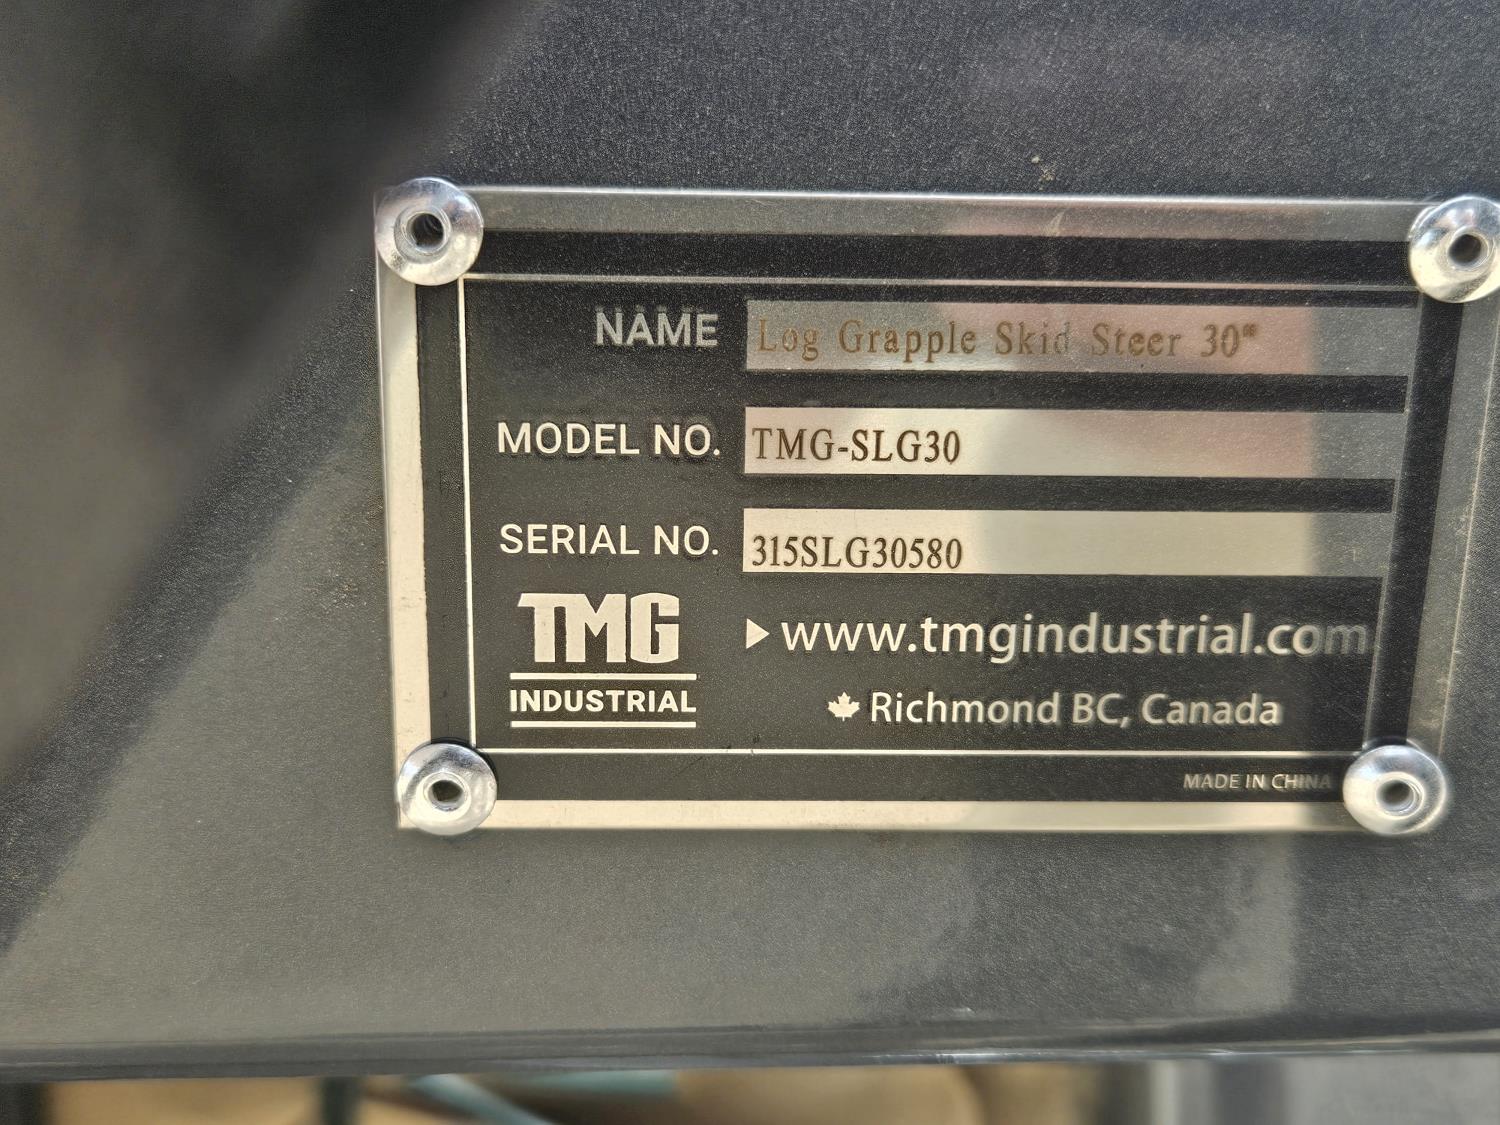 NAME Log Grapple Skid Steer 30"
MODEL NO. TMG-SLG30
SERIAL NO. 315SLG30580
TMG
INDUSTRIAL
www.tmgindustrial.com
Richmond BC, Canada
MADE IN CHINA